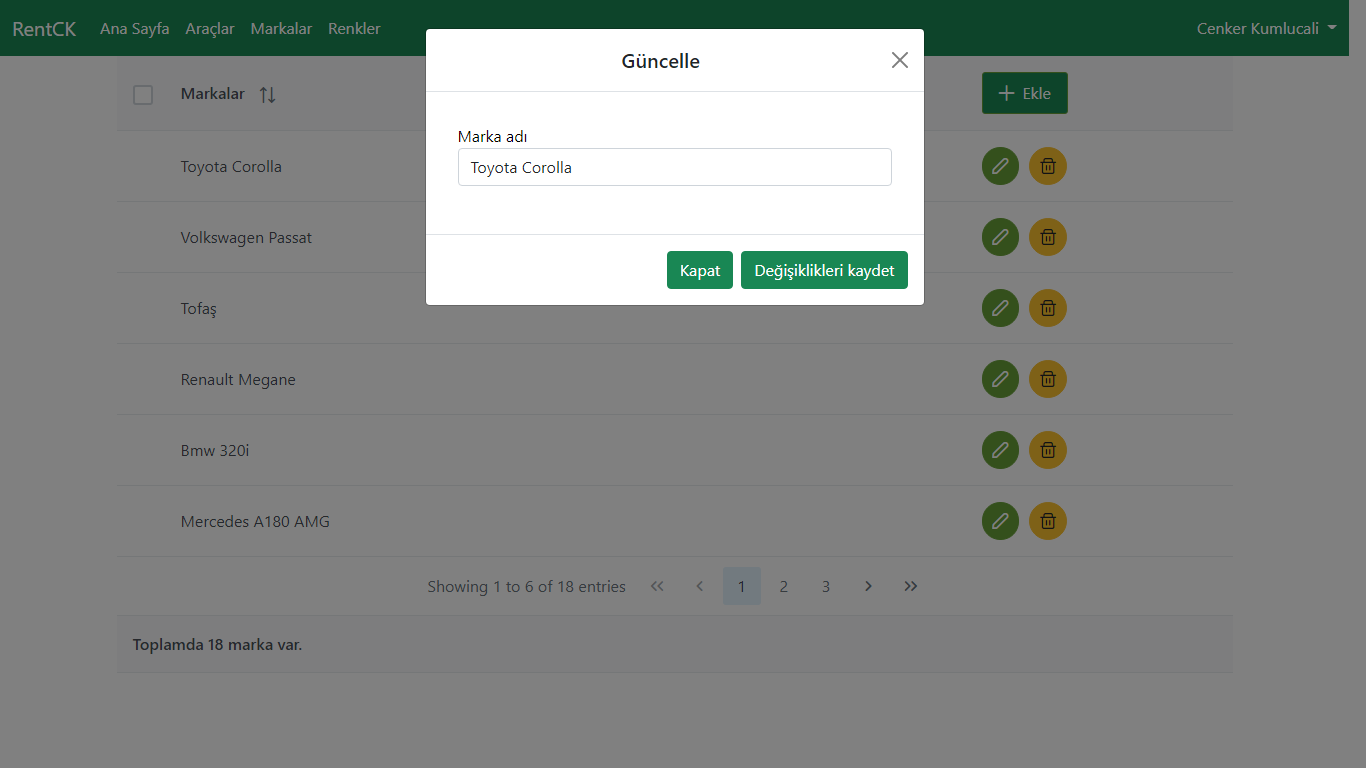 RentCK Ana Sayfa Araçlar Markalar Renkler Cenker Kumlucali
Güncelle
Marka adı
Toyota Corolla
Kapat Değişiklikleri kaydet
Markalar Ekle
Toyota Corolla
Volkswagen Passat
Tofaş
Renault Megane
Bmw 320i
Mercedes A180 AMG
Showing 1 to 6 of 18 entries 1 2 3
Toplamda 18 marka var.